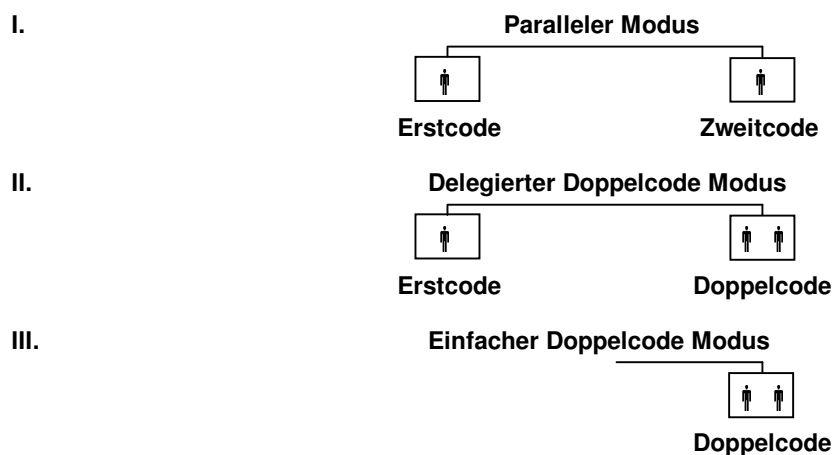 I. Paralleler Modus
Erstcode Zweitcode
II. Delegierter Doppelcode Modus
Erstcode Doppelcode
III. Einfacher Doppelcode Modus
Doppelcode